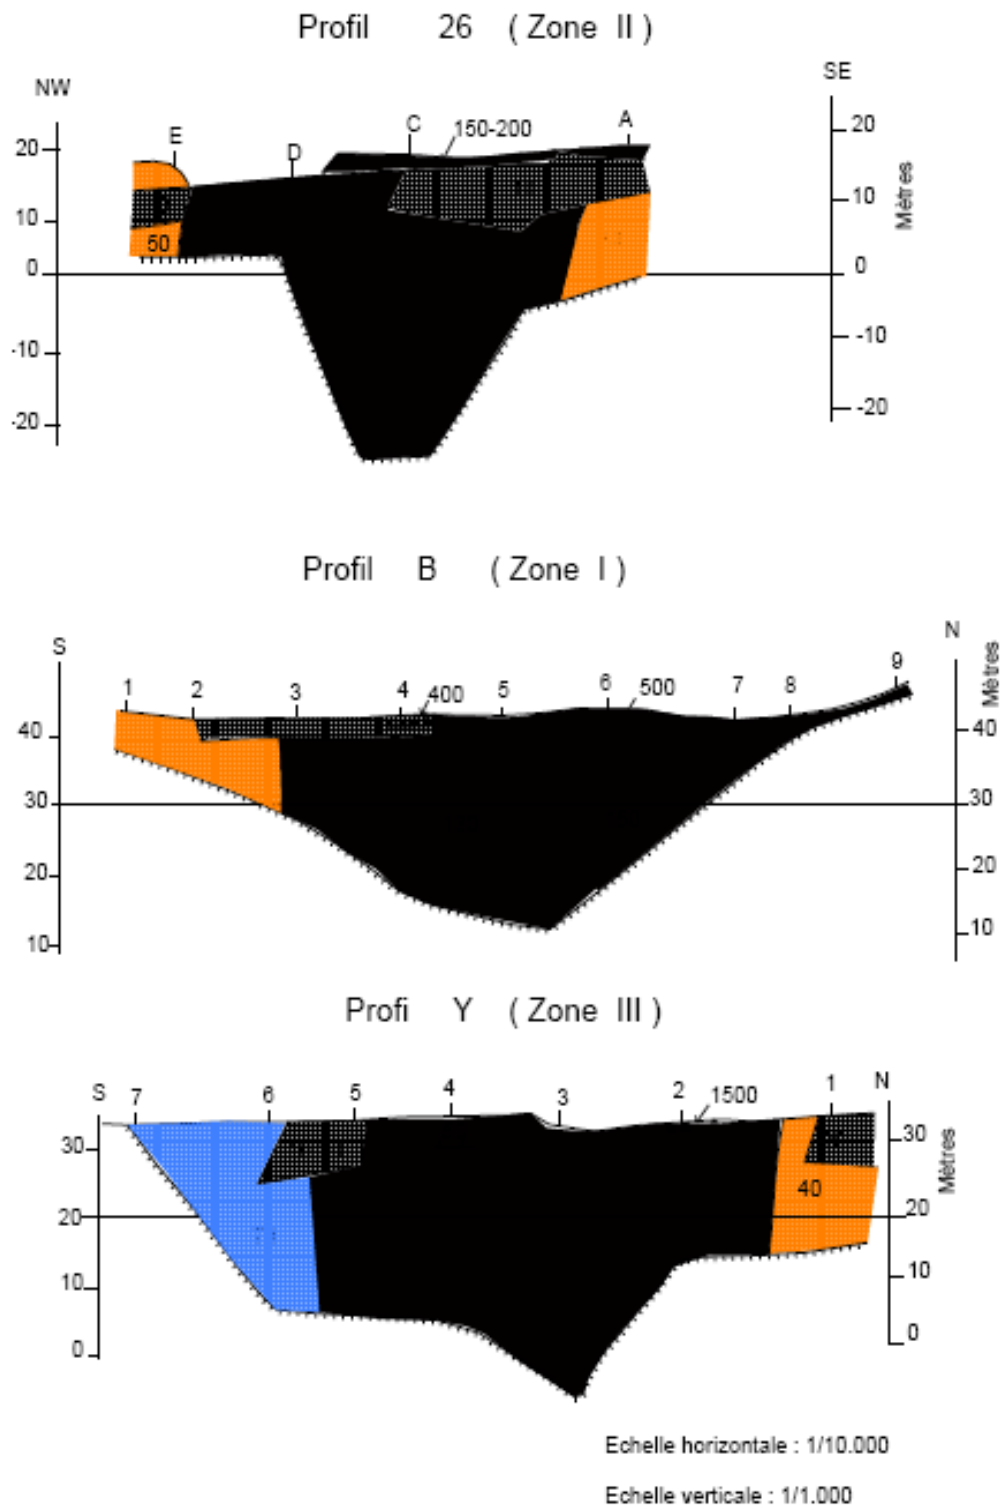 Profil 26 ( Zone II )
NW SE
E D C 150-200 A
20 20
10 10
0 0
-10 -10
-20 -20
Mètres
50
Profil B ( Zone I )
S N
1 2 3 4 400 5 6 500 7 8 9
40 40
30 30
20 20
10 10
Mètres
Profi Y ( Zone III )
S 7 6 5 4 3 2 1500 1 N
30 30
20 20
10 10
0 0
Mètres
40
Echelle horizontale : 1/10.000
Echelle verticale : 1/1.000